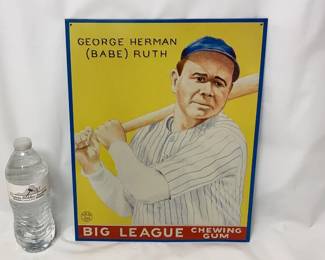 GEORGE HERMAN
(BABE) RUTH
BIG LEAGUE CHEWING
GUM